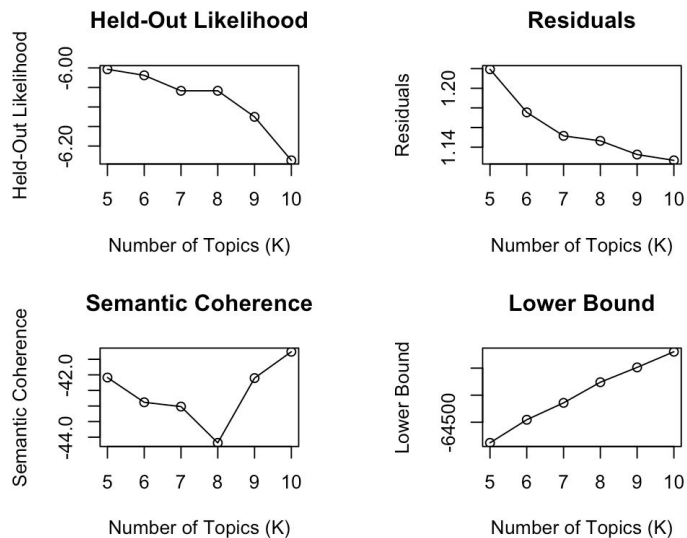 Held-Out Likelihood
Held-Out Likelihood
-6.00
-6.20
5 6 7 8 9 10
Number of Topics (K)
Residuals
Residuals
1.20
1.14
5 6 7 8 9 10
Number of Topics (K)
Semantic Coherence
Semantic Coherence
-42.0
-44.0
5 6 7 8 9 10
Number of Topics (K)
Lower Bound
Lower Bound
-64500
5 6 7 8 9 10
Number of Topics (K)